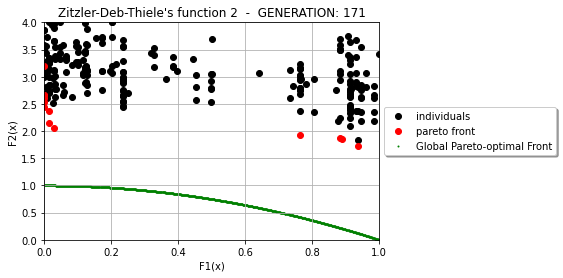 Zitzler-Deb-Thiele's function 2 - GENERATION: 171
4.0
3.5
3.0
2.5
2.0
1.5
1.0
0.5
0.0
F2(x)
0.0 0.2 0.4 0.6 0.8 1.0
F1(x)
individuals
pareto front
Global Pareto-optimal Front